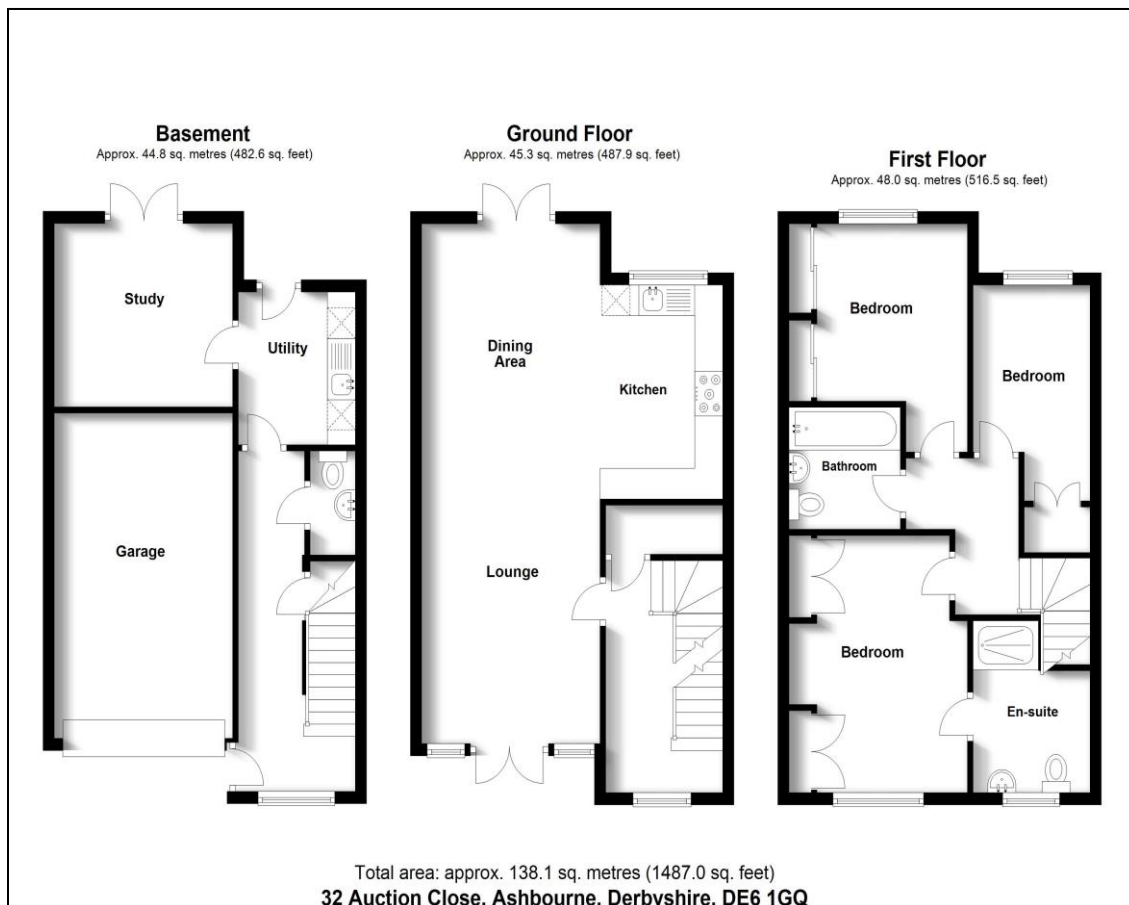 Basement
Approx. 44.8 sq. metres (482.6 sq. feet)
Study
Utility
Garage
Ground Floor
Approx. 45.3 sq. metres (487.9 sq. feet)
Dining
Area
Kitchen
Lounge
First Floor
Approx. 48.0 sq. metres (516.5 sq. feet)
Bedroom
Bedroom
Bathroom
Bedroom
En-suite
Total area: approx. 138.1 sq. metres (1487.0 sq. feet)
32 Auction Close, Ashbourne, Derbyshire, DE6 1GQ